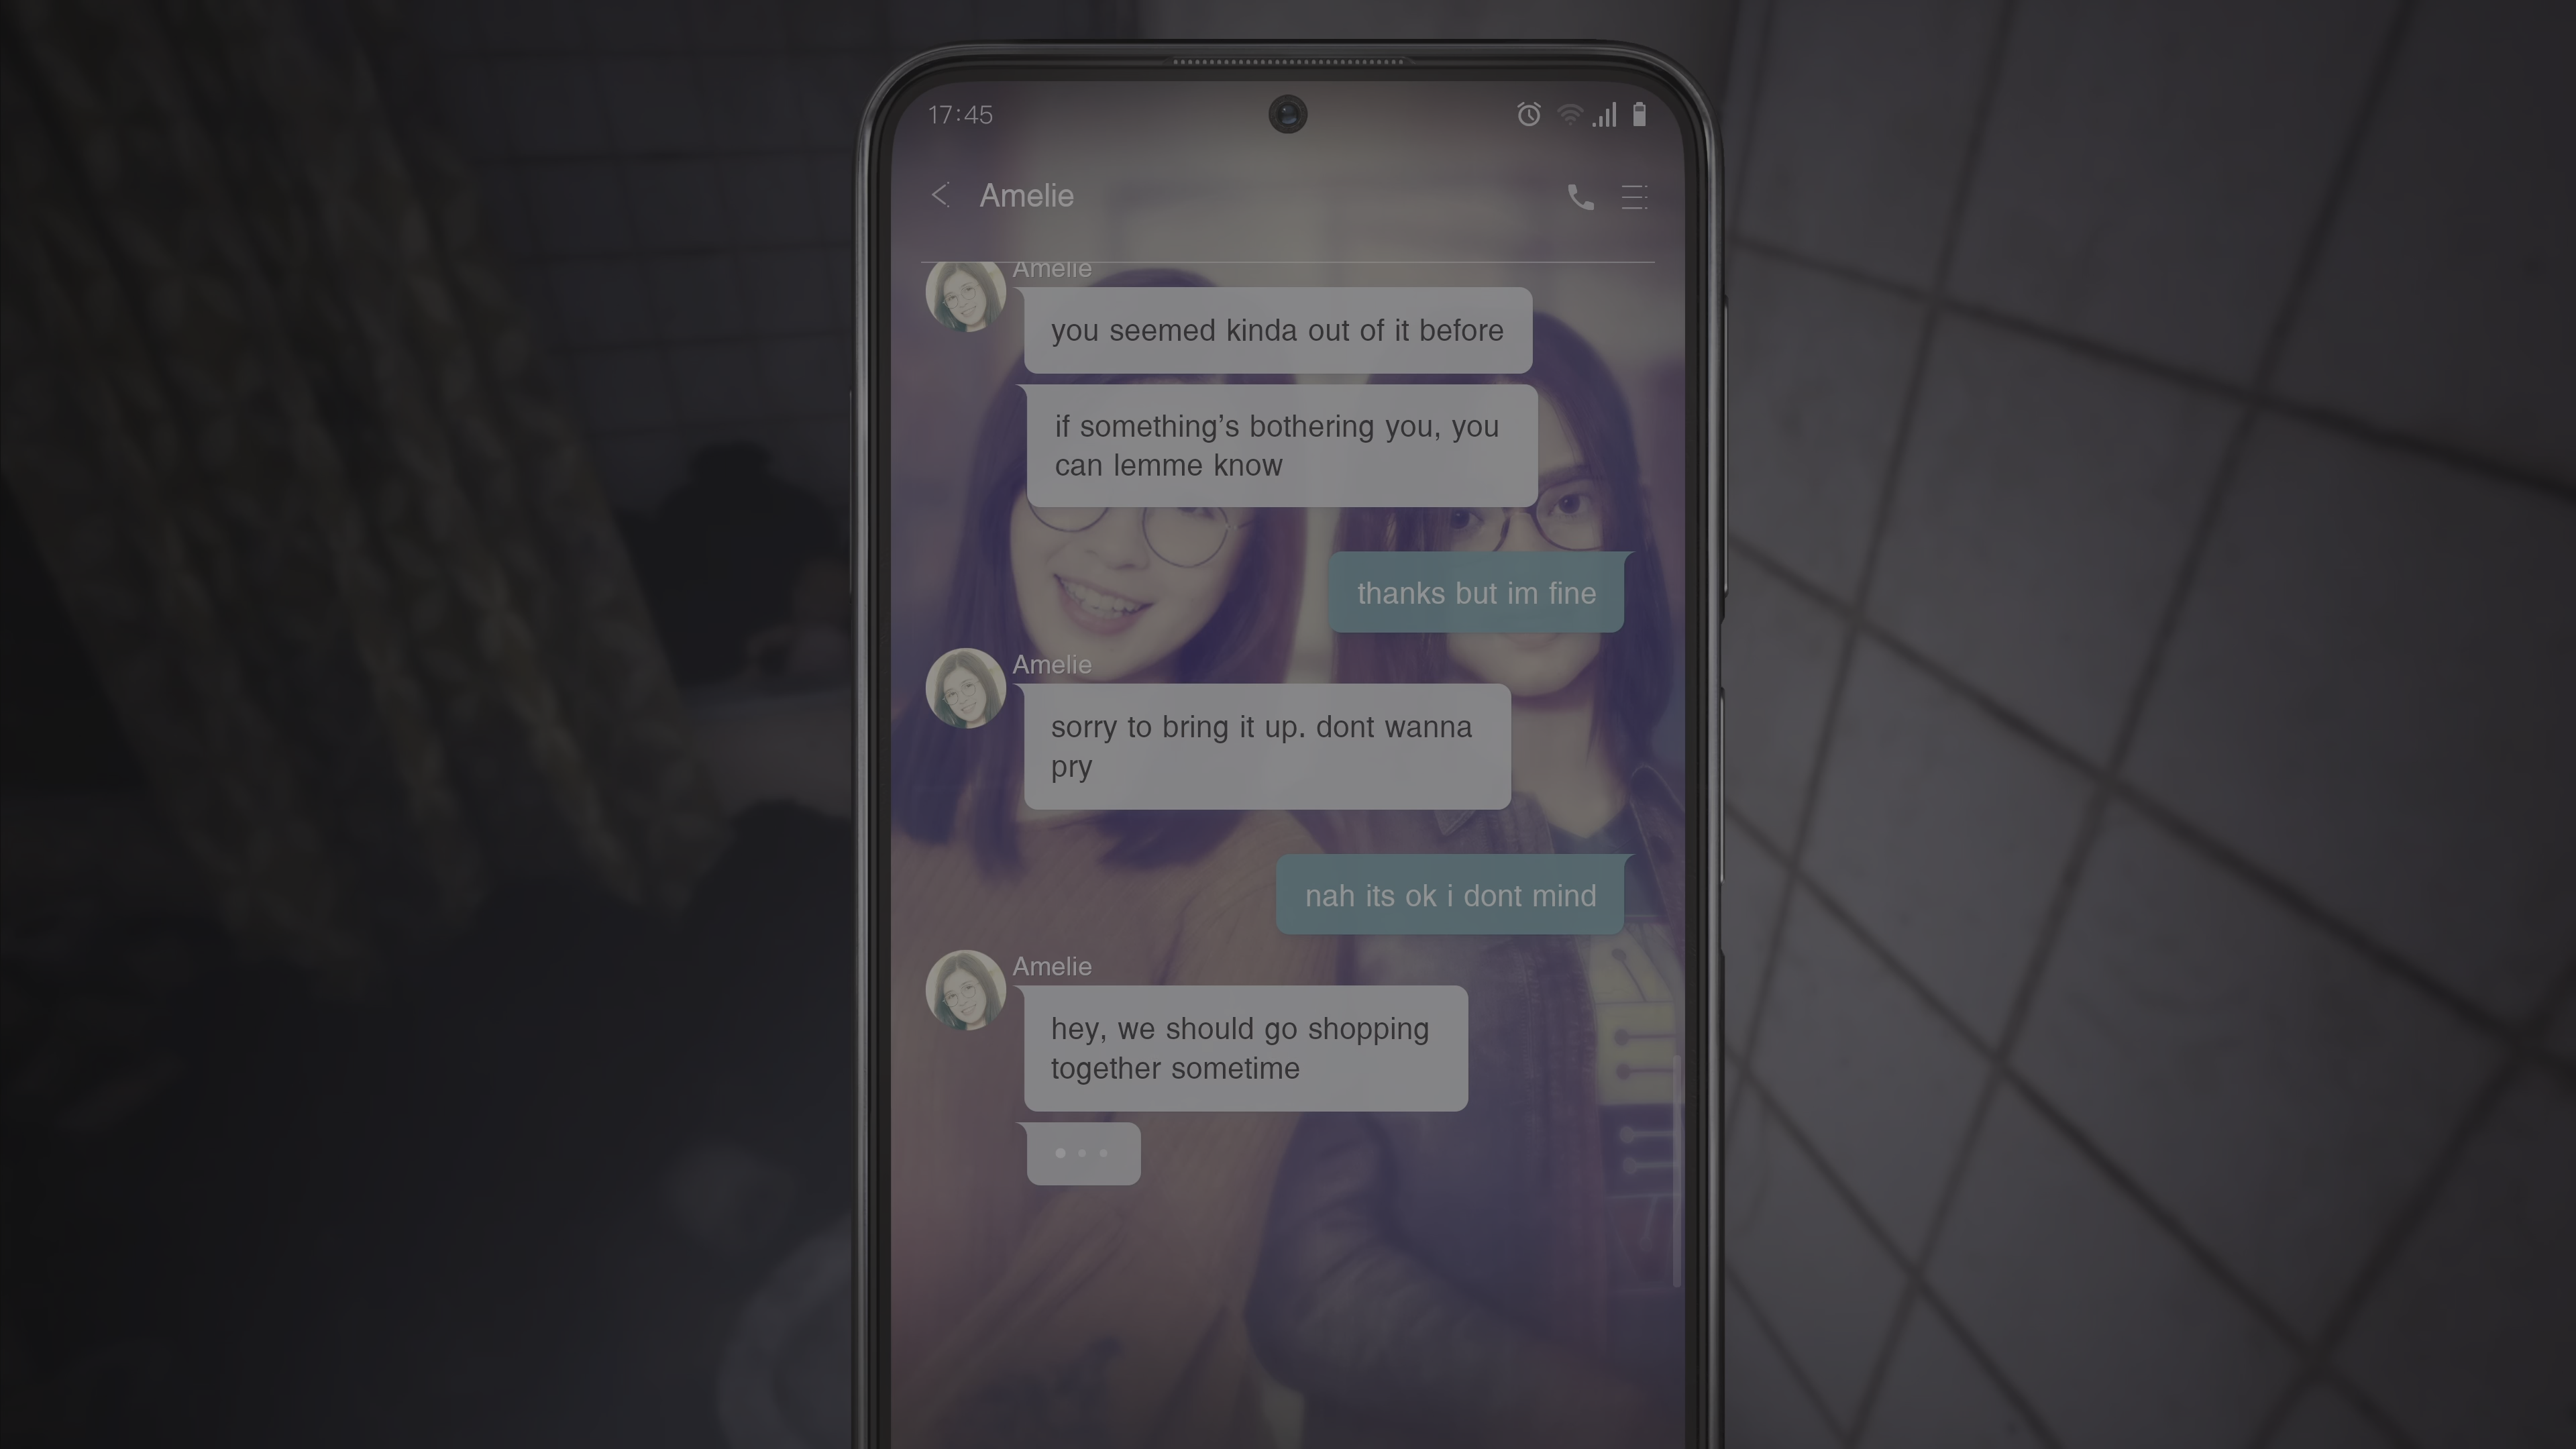 17:45
Amelie
Amelie
you seemed kinda out of it before
if something’s bothering you, you
can lemme know
thanks but im fine
Amelie
sorry to bring it up. dont wanna
pry
nah its ok i dont mind
Amelie
hey, we should go shopping
together sometime